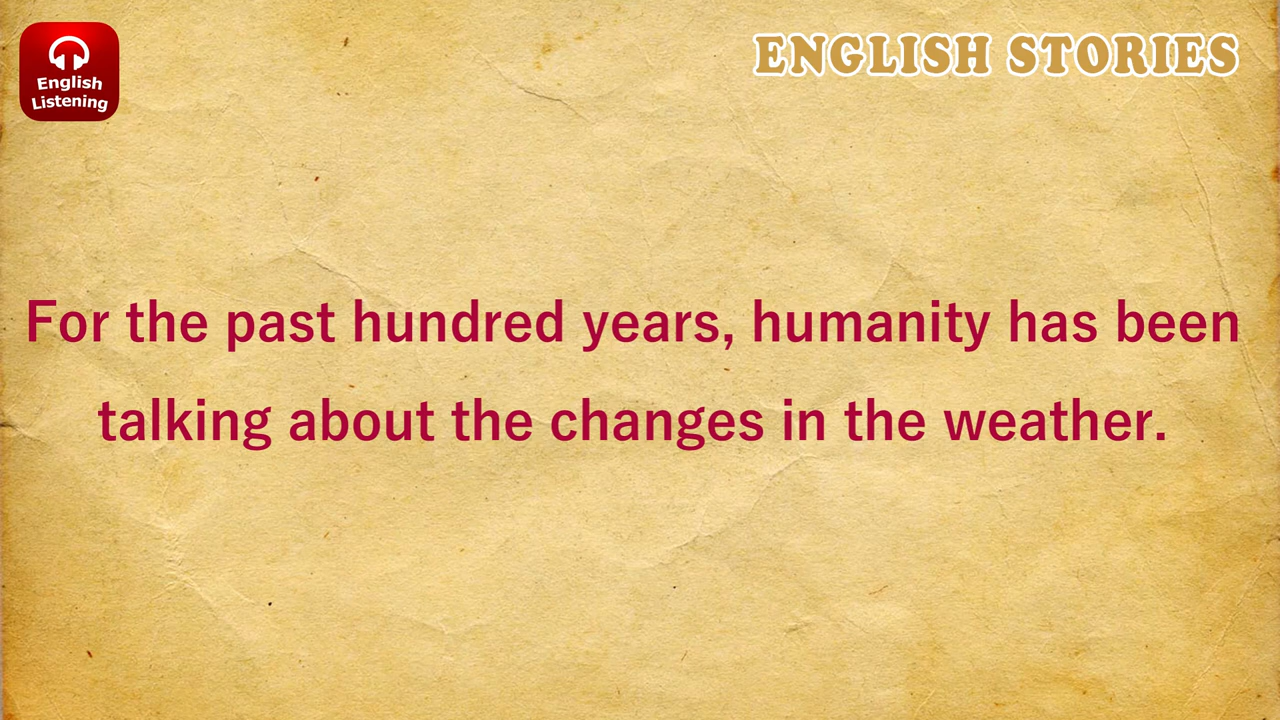 English
Listening
ENGLISH STORIES
For the past hundred years, humanity has been
talking about the changes in the weather.